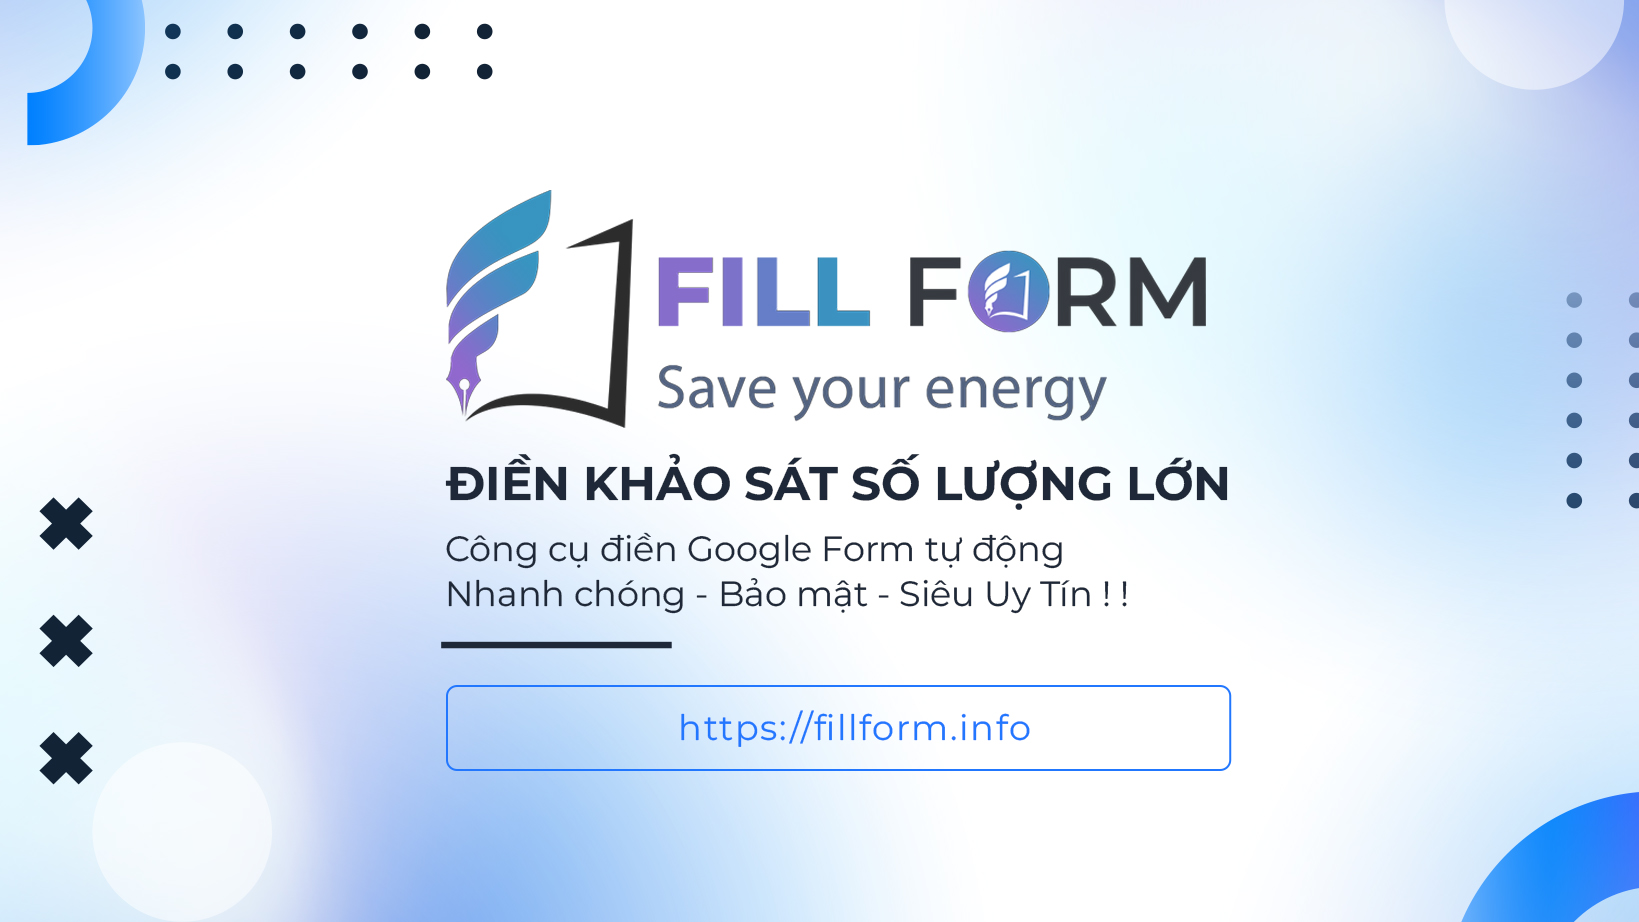 FILL FORM
Save your energy
ĐIỀN KHẢO SÁT SỐ LƯỢNG LỚN
Công cụ điền Google Form tự động
Nhanh chóng - Bảo mật - Siêu Uy Tín ! !
https://fillform.info